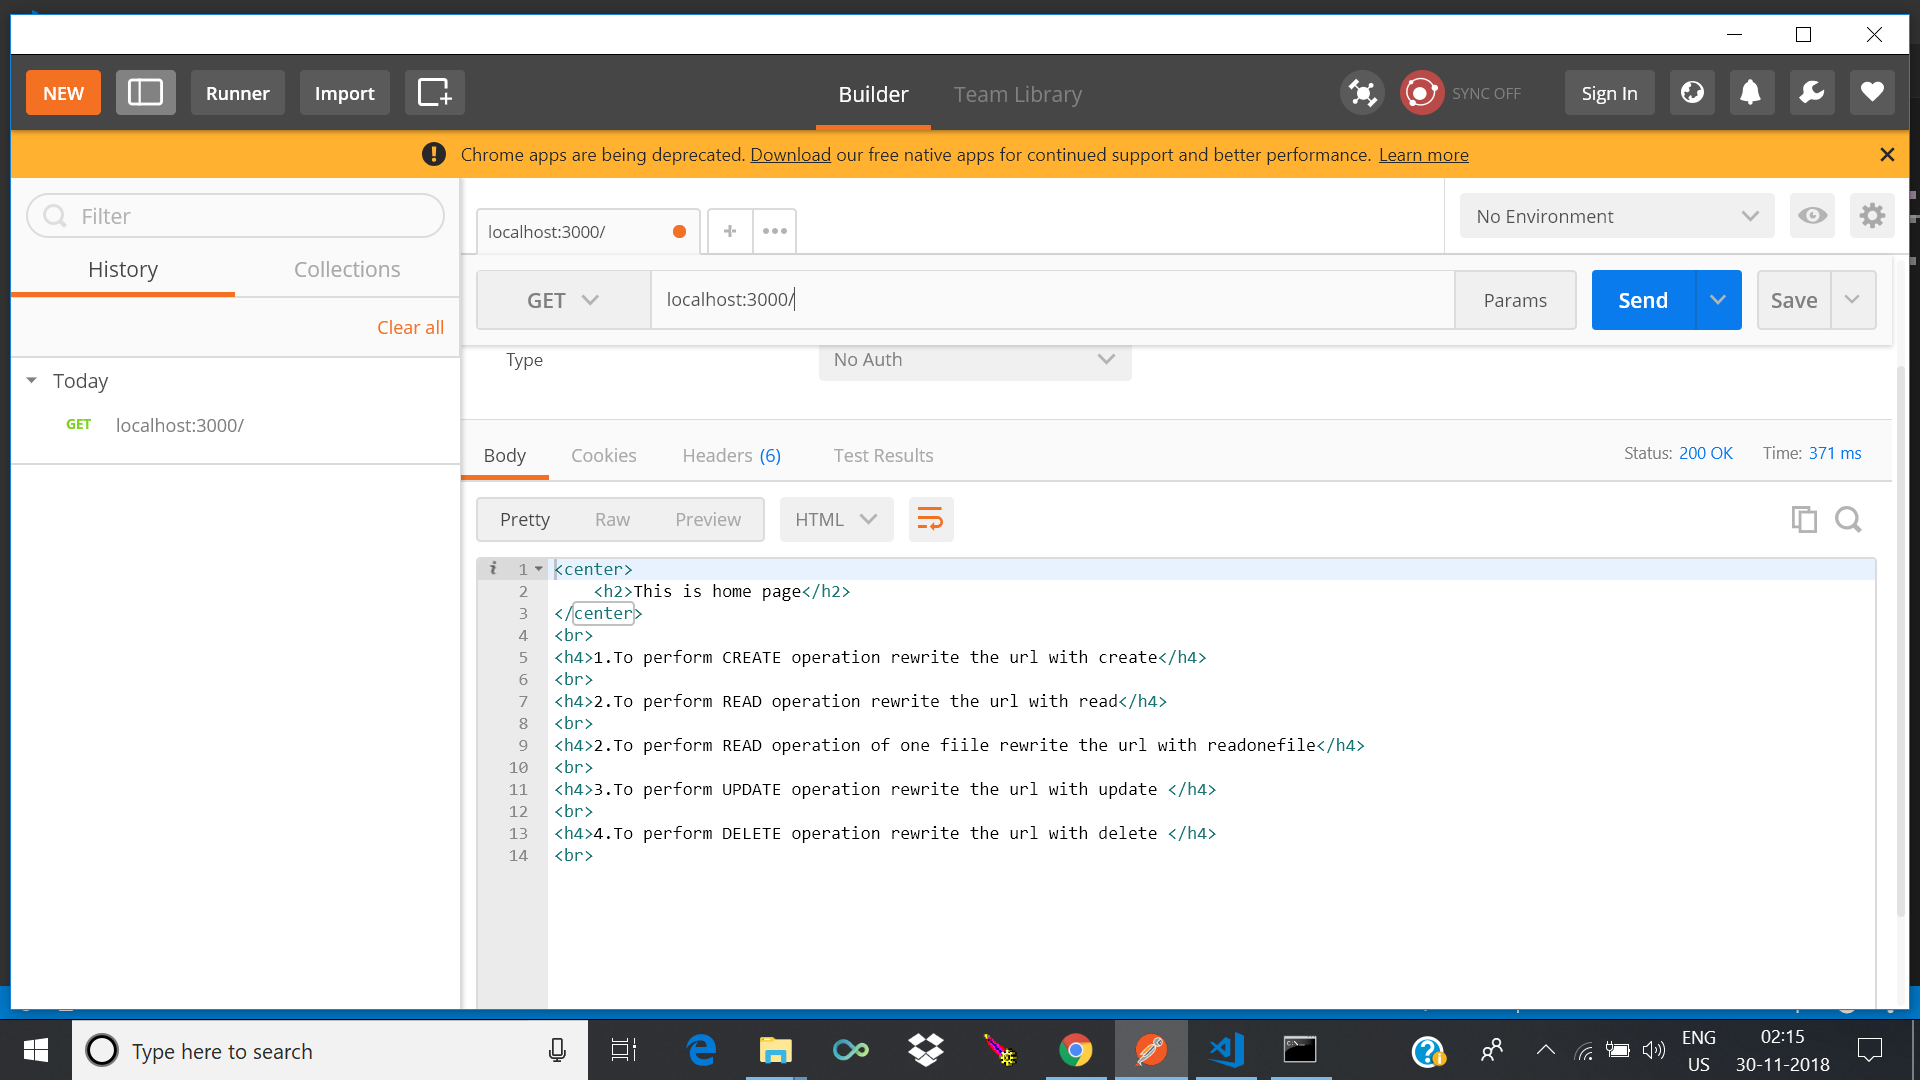 NEW
Runner
Import
Builder
Team Library
SYNC OFF
Sign In
Chrome apps are being deprecated. Download our free native apps for continued support and better performance. Learn more
Filter
History
Collections
Clear all
Today
GET localhost:3000/
localhost:3000/
No Environment
GET
localhost:3000/
Params
Send
Save
Type
No Auth
Body
Cookies
Headers (6)
Test Results
Status: 200 OK
Time: 371 ms
Pretty
Raw
Preview
HTML
i 1 <center>
2 <h2>This is home page</h2>
3 </center>
4 <br>
5 <h4>1.To perform CREATE operation rewrite the url with create</h4>
6 <br>
7 <h4>2.To perform READ operation rewrite the url with read</h4>
8 <br>
9 <h4>2.To perform READ operation of one fiile rewrite the url with readonefile</h4>
10 <br>
11 <h4>3.To perform UPDATE operation rewrite the url with update </h4>
12 <br>
13 <h4>4.To perform DELETE operation rewrite the url with delete </h4>
14 <br>
Type here to search
ENG
US
02:15
30-11-2018